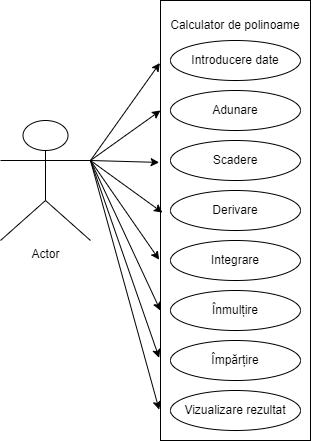 Calculator de polinoame
Introducere date
Adunare
Scadere
Derivare
Integrare
Înmulțire
Împărțire
Vizualizare rezultat
Actor